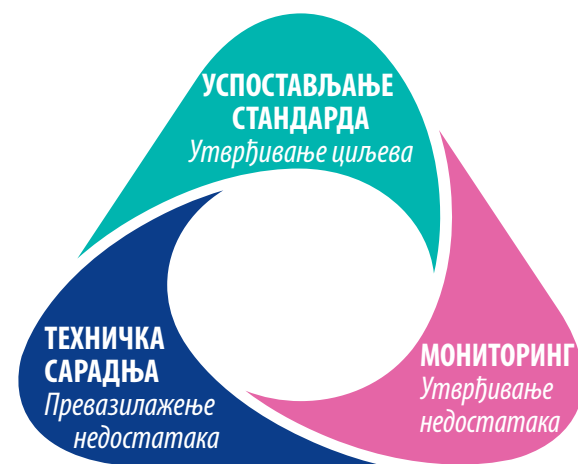 УСПОСТАВЉАЊЕ
СТАНДАРДА
Утврђивање циљева
ТЕХНИЧКА
САРАДЊА
Превазилажење
недостатака
МОНИТОРИНГ
Утврђивање
недостатака